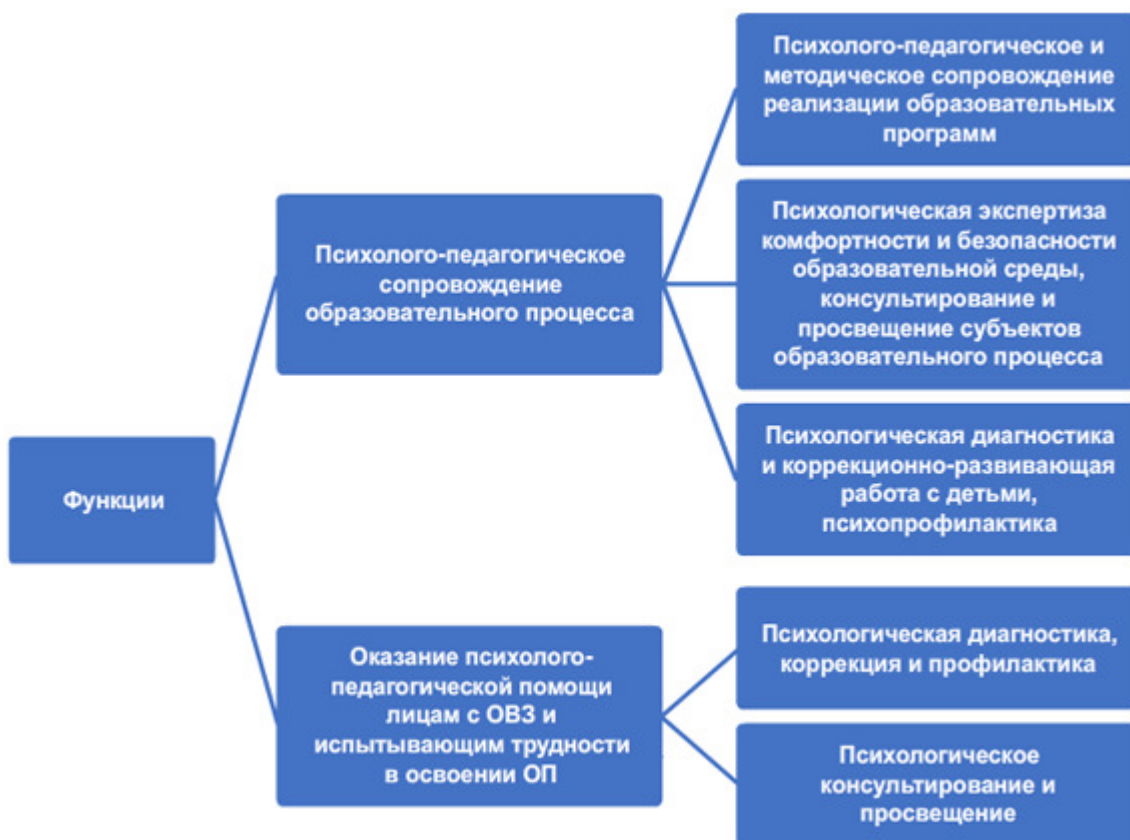 Функции
Психолого-педагогическое
сопровождение
образовательного процесса
Психолого-педагогическое и
методическое сопровождение
реализации образовательных
программ
Психологическая экспертиза
комфортности и безопасности
образовательной среды,
консультирование и
просвещение субъектов
образовательного процесса
Психологическая диагностика
и коррекционно-развивающая
работа с детьми,
психопрофилактика
Оказание психолого-
педагогической помощи
лицам с ОВЗ и
испытывающим трудности
в освоении ОП
Психологическая диагностика,
коррекция и профилактика
Психологическое
консультирование и
просвещение